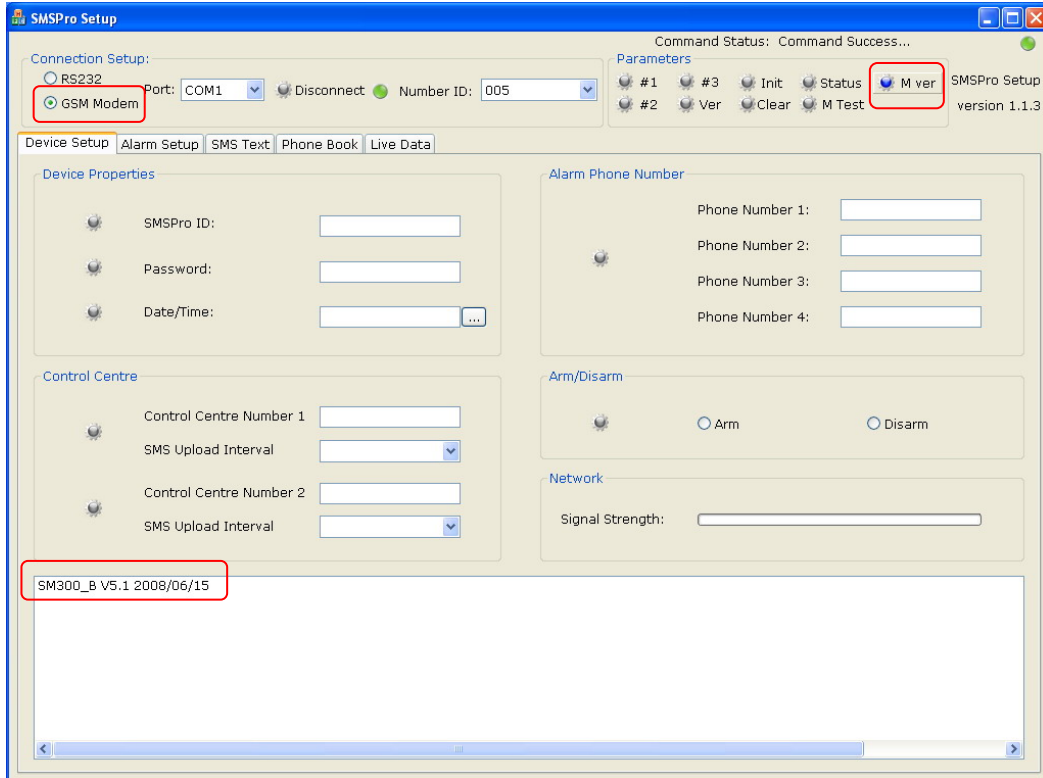 SMSPro Setup
Command Status: Command Success...
Connection Setup:
RS232
GSM Modem
Port: COM1
Disconnect
Number ID: 005
Parameters
#1 #3 Init Status M ver
#2 Ver Clear M Test
SMSPro Setup
version 1.1.3
Device Setup Alarm Setup SMS Text Phone Book Live Data
Device Properties
SMSPro ID:
Password:
Date/Time:
...
Alarm Phone Number
Phone Number 1:
Phone Number 2:
Phone Number 3:
Phone Number 4:
Control Centre
Control Centre Number 1
SMS Upload Interval
Control Centre Number 2
SMS Upload Interval
Arm/Disarm
Arm Disarm
Network
Signal Strength:
SM300_B V5.1 2008/06/15